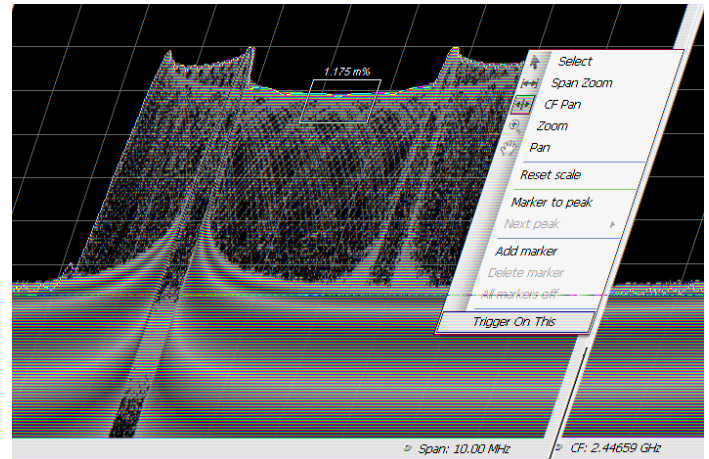 1.175 m%
Select
Span Zoom
CF Pan
Zoom
Pan
Reset scale
Marker to peak
Next peak
Add marker
Delete marker
All markers off
Trigger On This
Span: 10.00 MHz
CF: 2.44659 GHz